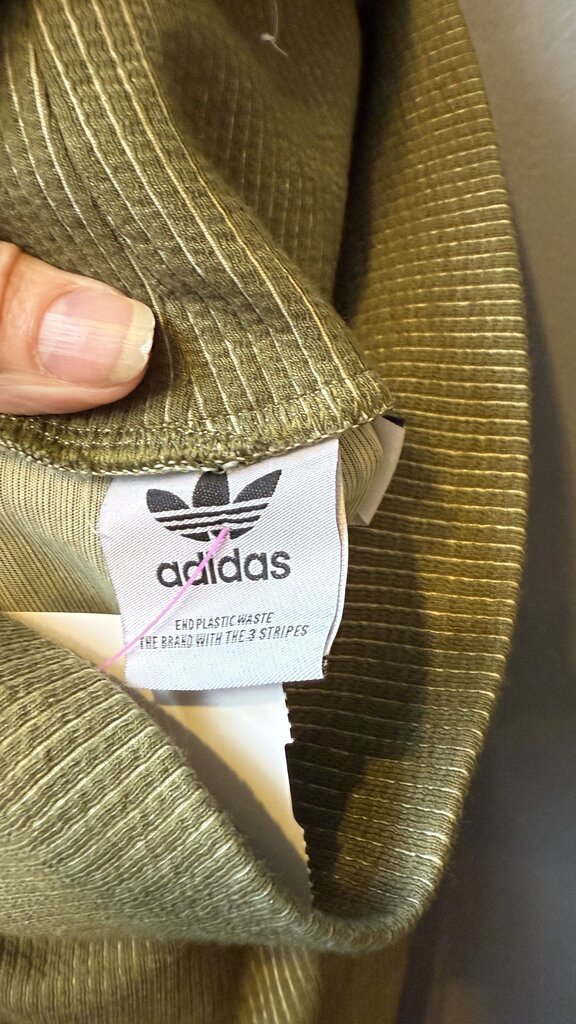 adidas
END PLASTIC WASTE
THE BRAND WITH THE 3 STRIPES